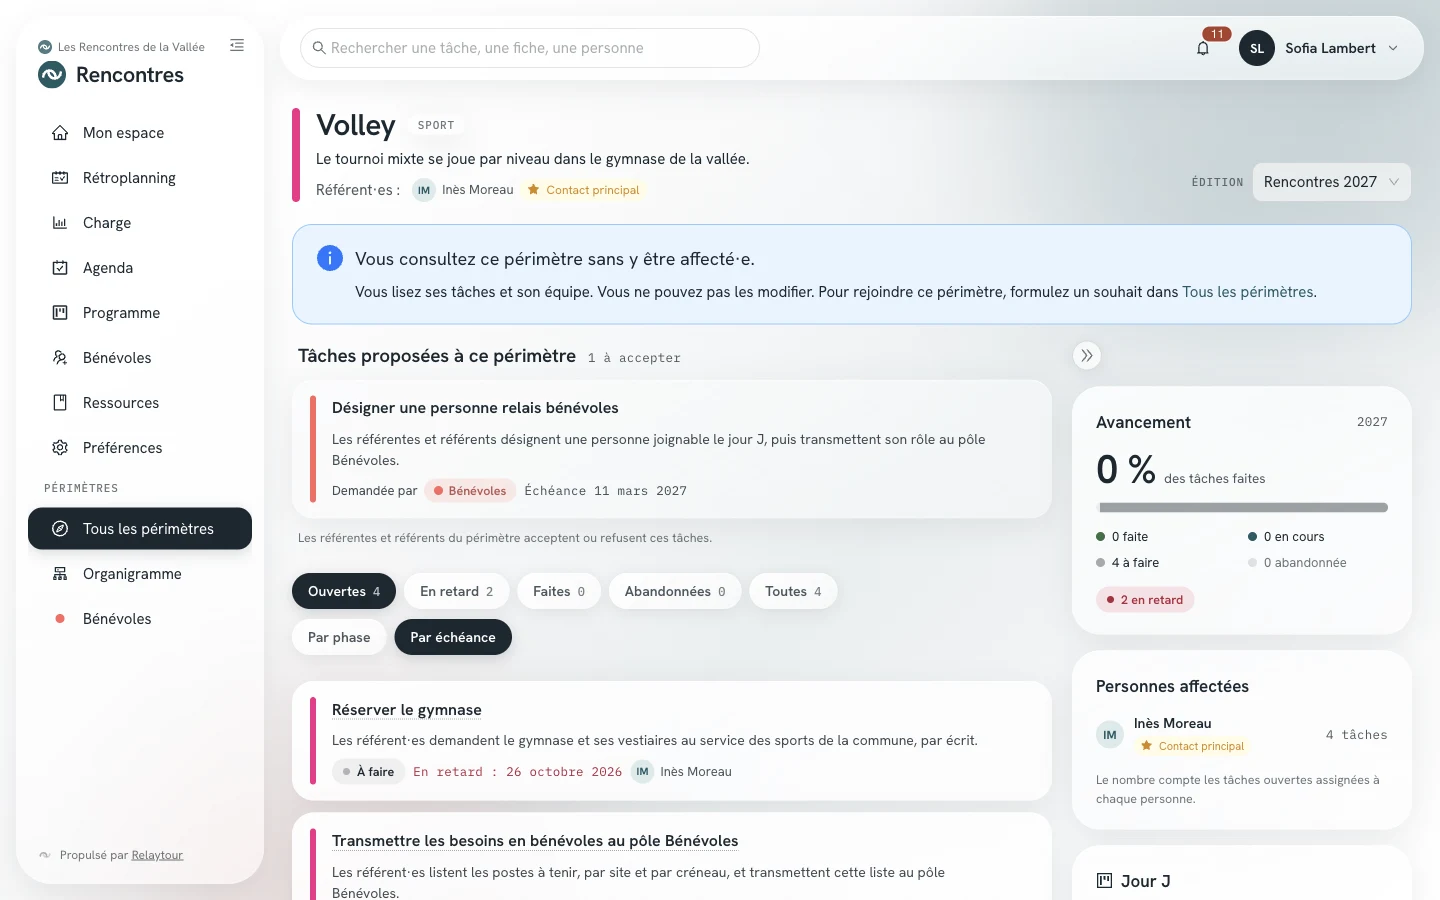 Les Rencontres de la Vallée
Rencontres
Mon espace
Rétroplanning
Charge
Agenda
Programme
Bénévoles
Ressources
Préférences
PÉRIMÈTRES
Tous les périmètres
Organigramme
Bénévoles
Propulsé par Relaytour
Rechercher une tâche, une fiche, une personne
11
SL
Sofia Lambert
Volley
SPORT
Le tournoi mixte se joue par niveau dans le gymnase de la vallée.
Référent·es :
IM
Inès Moreau
Contact principal
ÉDITION
Rencontres 2027
Vous consultez ce périmètre sans y être affecté·e.
Vous lisez ses tâches et son équipe. Vous ne pouvez pas les modifier. Pour rejoindre ce périmètre, formulez un souhait dans Tous les périmètres.
Tâches proposées à ce périmètre
1 à accepter
Désigner une personne relais bénévoles
Les référentes et référents désignent une personne joignable le jour J, puis transmettent son rôle au pôle
Bénévoles.
Demandée par
Bénévoles
Échéance 11 mars 2027
Les référentes et référents du périmètre acceptent ou refusent ces tâches.
Ouvertes 4
En retard 2
Faites 0
Abandonnées 0
Toutes 4
Par phase
Par échéance
Réserver le gymnase
Les référent·es demandent le gymnase et ses vestiaires au service des sports de la commune, par écrit.
À faire
En retard : 26 octobre 2026
IM
Inès Moreau
Transmettre les besoins en bénévoles au pôle Bénévoles
Les référent·es listent les postes à tenir, par site et par créneau, et transmettent cette liste au pôle
Bénévoles.
Avancement
2027
0 %
des tâches faites
0 faite
0 en cours
4 à faire
0 abandonnée
2 en retard
Personnes affectées
IM
Inès Moreau
Contact principal
4 tâches
Le nombre compte les tâches ouvertes assignées à
chaque personne.
Jour J